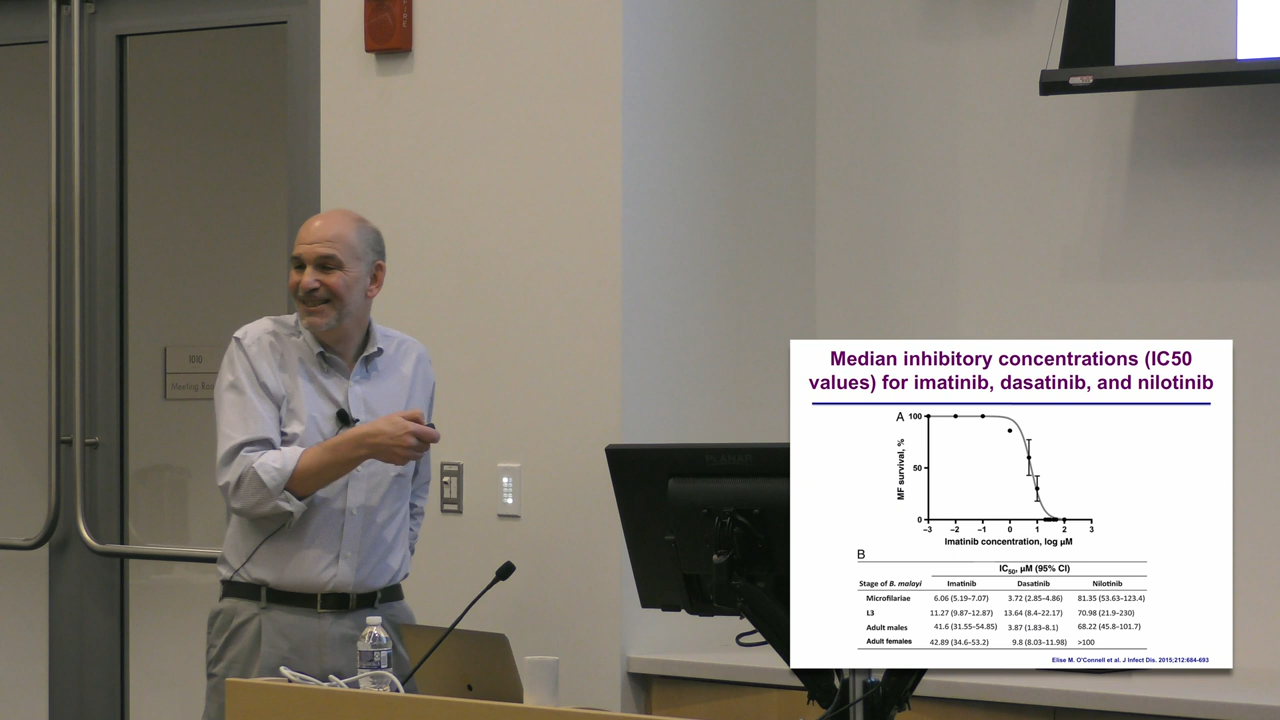 FIRE
1010
Meeting Roo
PLANAR
Median inhibitory concentrations (IC50
values) for imatinib, dasatinib, and nilotinib
A
100
50
0
MF survival, %
−3 −2 −1 0 1 2 3
Imatinib concentration, log µM
B
IC50, µM (95% CI)
Stage of B. malayi Imatinib Dasatinib Nilotinib
Microfilariae 6.06 (5.19–7.07) 3.72 (2.85–4.86) 81.35 (53.63–123.4)
L3 11.27 (9.87–12.87) 13.64 (8.4–22.17) 70.98 (21.9–230)
Adult males 41.6 (31.55–54.85) 3.87 (1.83–8.1) 68.22 (45.8–101.7)
Adult females 42.89 (34.6–53.2) 9.8 (8.03–11.98) >100
Elise M. O'Connell et al. J Infect Dis. 2015;212:684-693